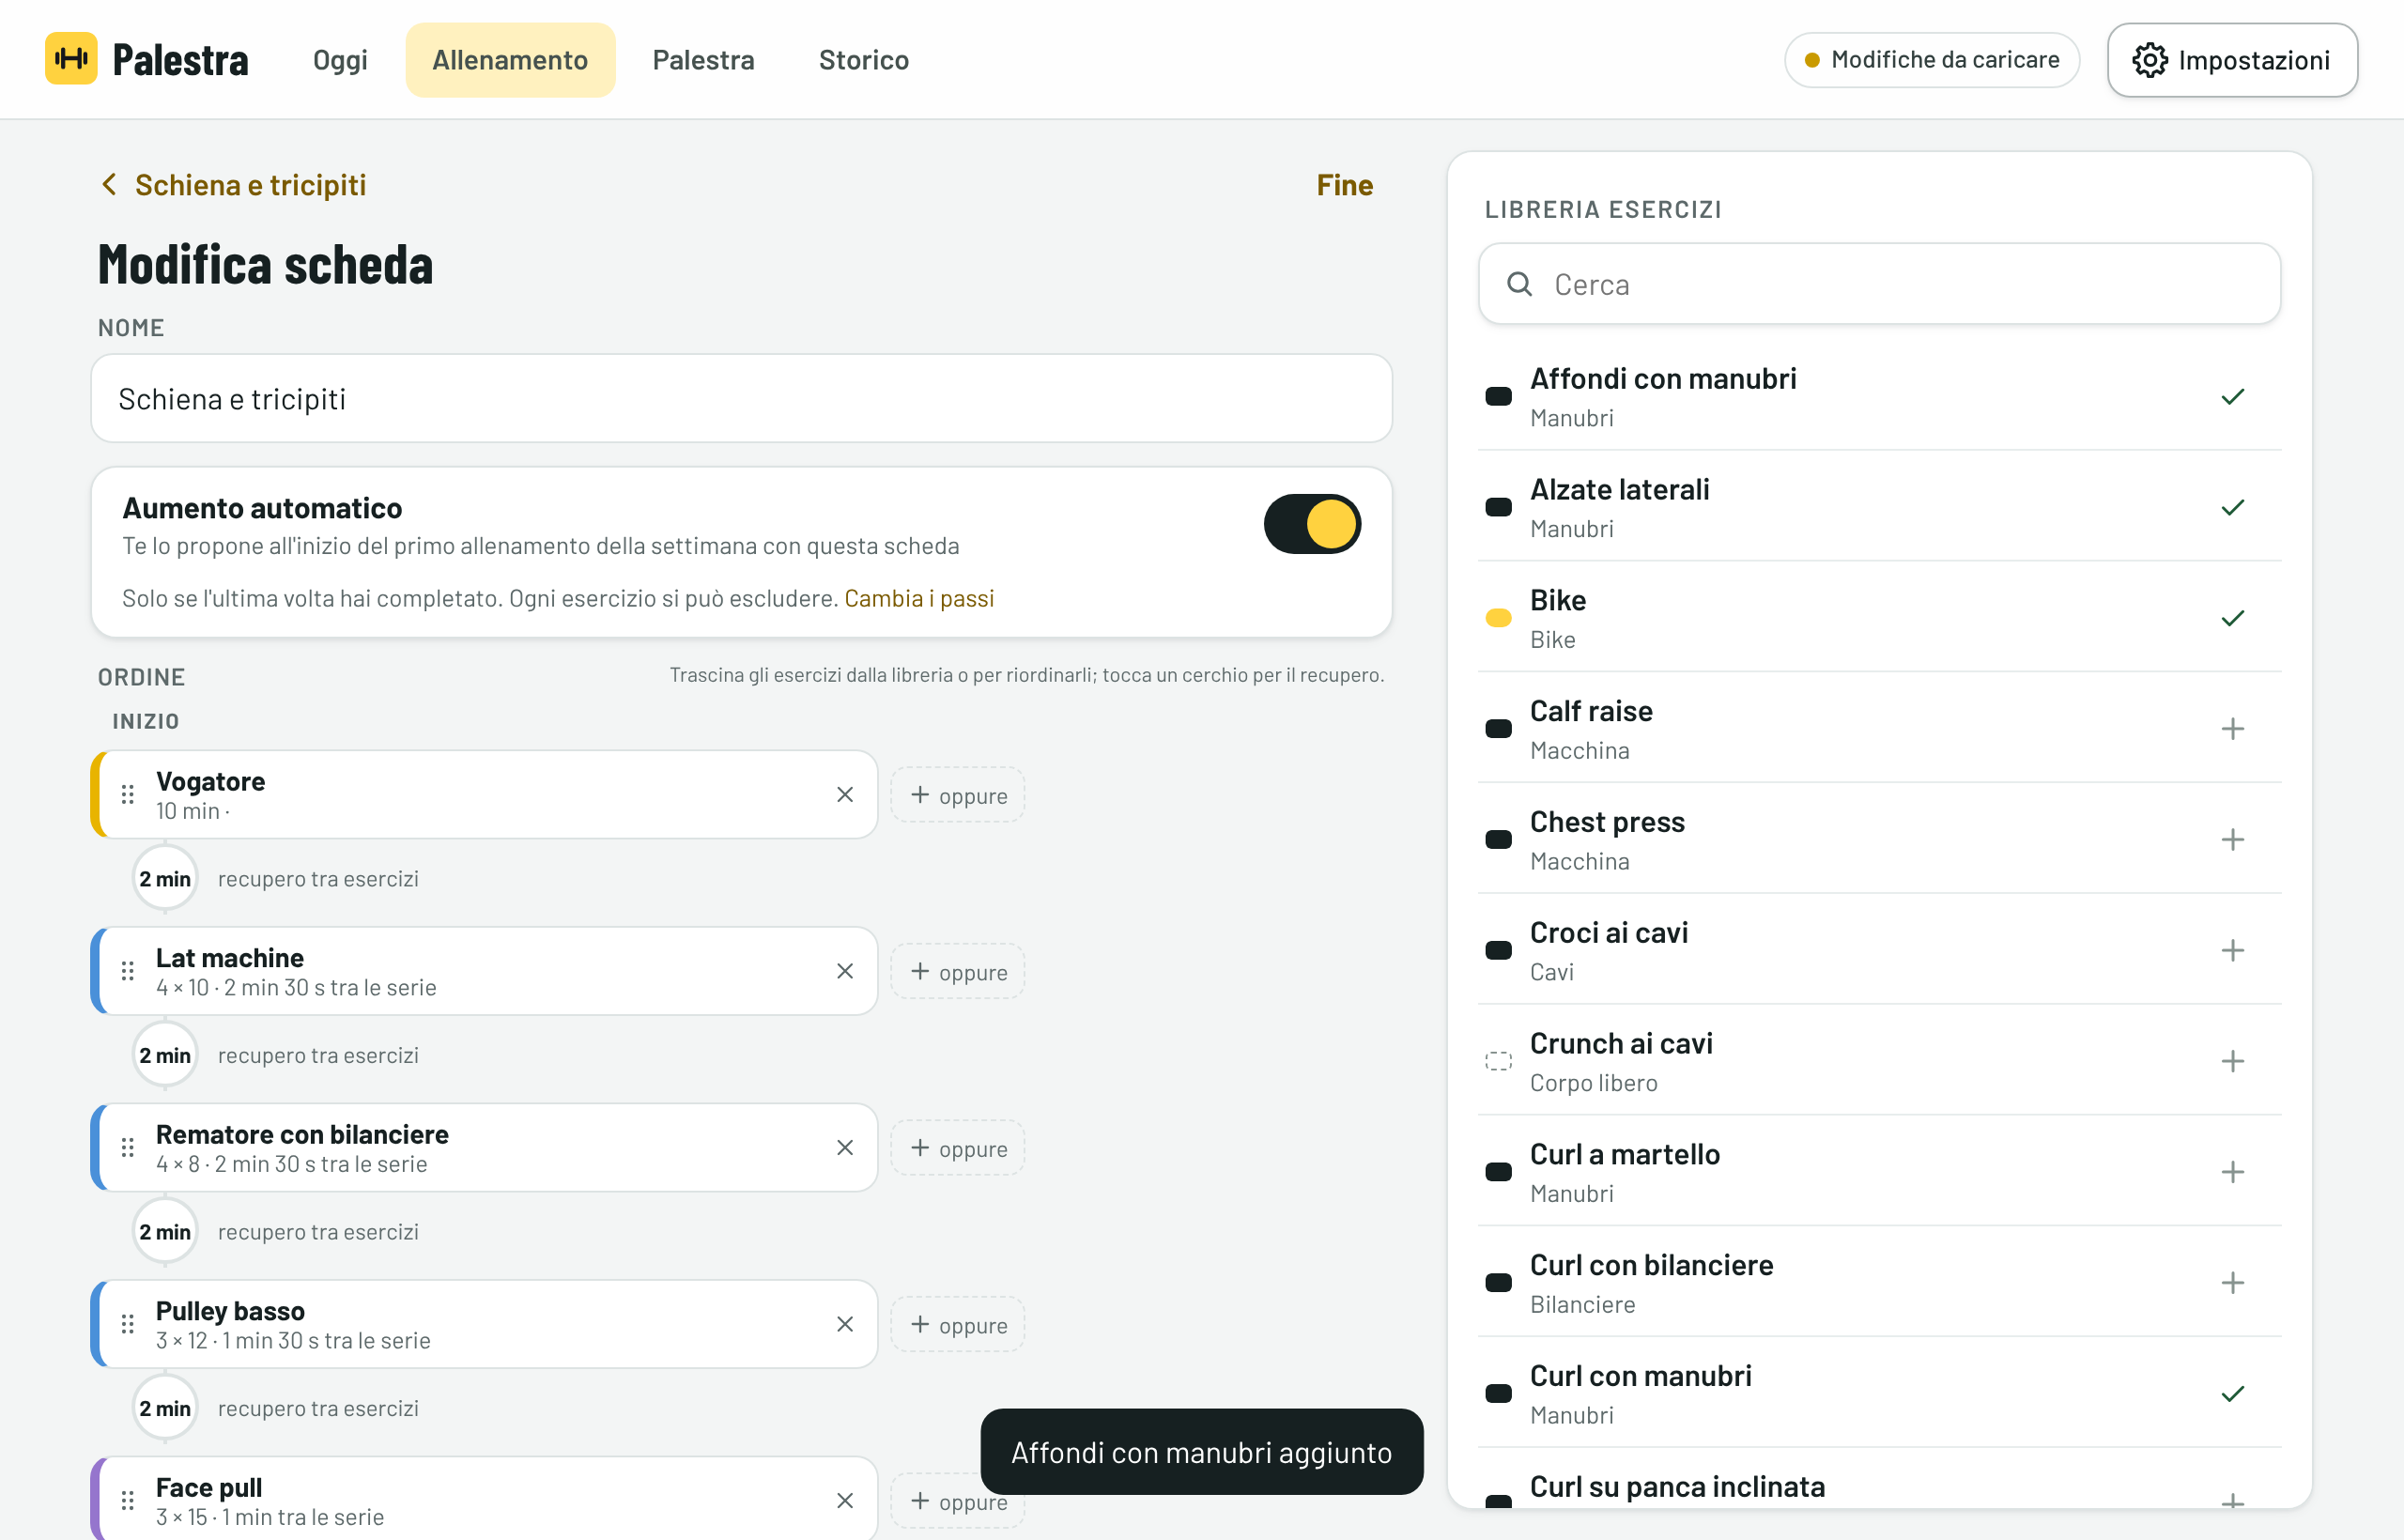 Palestra
Oggi
Allenamento
Palestra
Storico
Modifiche da caricare
Impostazioni
Schiena e tricipiti
Fine
Modifica scheda
NOME
Schiena e tricipiti
Aumento automatico
Te lo propone all'inizio del primo allenamento della settimana con questa scheda
Solo se l'ultima volta hai completato. Ogni esercizio si può escludere. Cambia i passi
ORDINE
Trascina gli esercizi dalla libreria o per riordinarli; tocca un cerchio per il recupero.
INIZIO
Vogatore
10 min ·
+ oppure
2 min recupero tra esercizi
Lat machine
4 × 10 · 2 min 30 s tra le serie
+ oppure
2 min recupero tra esercizi
Rematore con bilanciere
4 × 8 · 2 min 30 s tra le serie
+ oppure
2 min recupero tra esercizi
Pulley basso
3 × 12 · 1 min 30 s tra le serie
+ oppure
2 min recupero tra esercizi
Face pull
3 × 15 · 1 min tra le serie
+ oppure
Affondi con manubri aggiunto
LIBRERIA ESERCIZI
Cerca
Affondi con manubri
Manubri
Alzate laterali
Manubri
Bike
Bike
Calf raise
Macchina
Chest press
Macchina
Croci ai cavi
Cavi
Crunch ai cavi
Corpo libero
Curl a martello
Manubri
Curl con bilanciere
Bilanciere
Curl con manubri
Manubri
Curl su panca inclinata